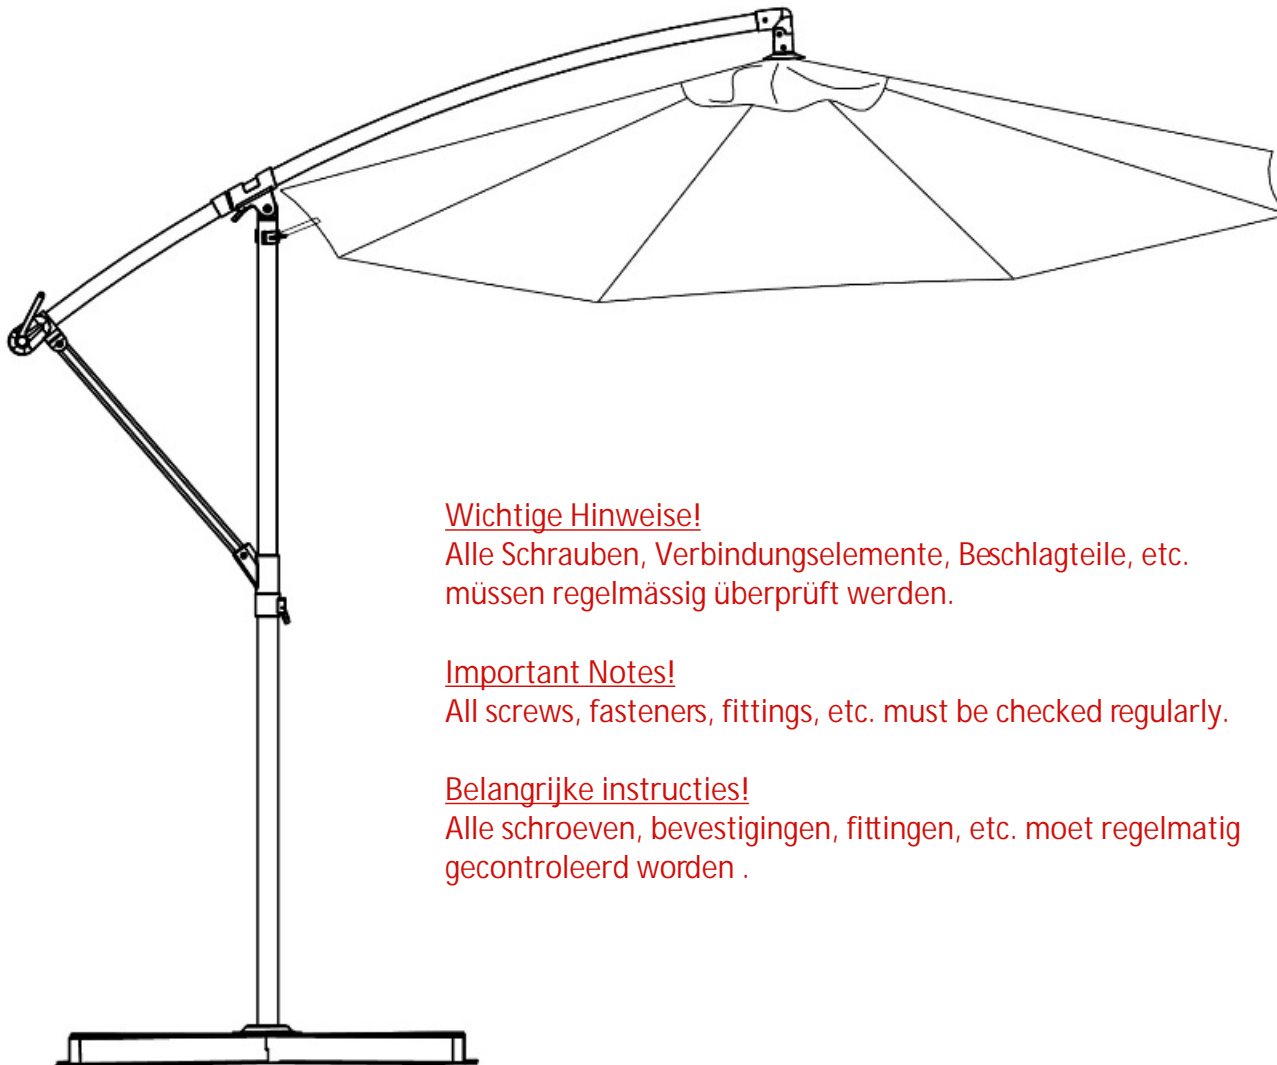 Wichtige Hinweise!
Alle Schrauben, Verbindungselemente, Beschlagteile, etc.
müssen regelmässig überprüft werden.
Important Notes!
All screws, fasteners, fittings, etc. must be checked regularly.
Belangrijke instructies!
Alle schroeven, bevestigingen, fittingen, etc. moet regelmatig
gecontroleerd worden .